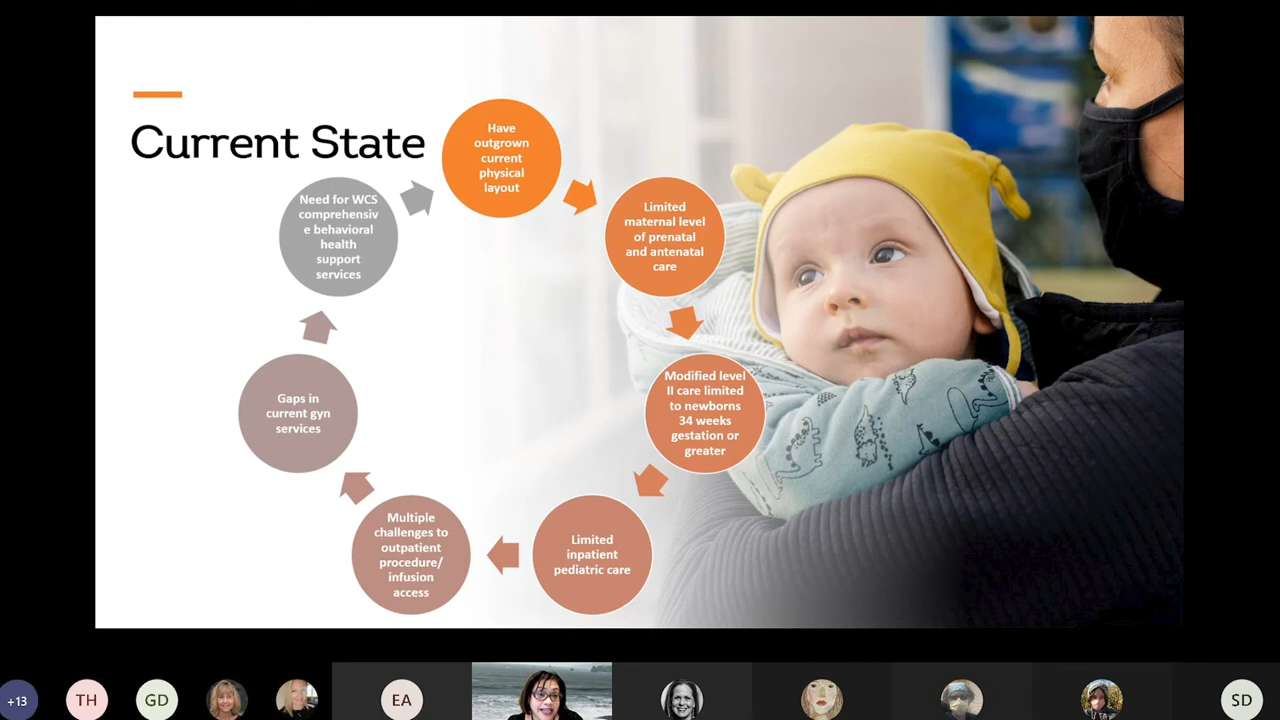 Current State
Have
outgrown
current
physical
layout
Limited
maternal level
of prenatal
and antenatal
care
Modified level
II care limited
to newborns
34 weeks
gestation or
greater
Limited
inpatient
pediatric care
Multiple
challenges to
outpatient
procedure/
infusion
access
Gaps in
current gyn
services
Need for WCS
comprehensiv
e behavioral
health
support
services
+13
TH
GD
EA
SD